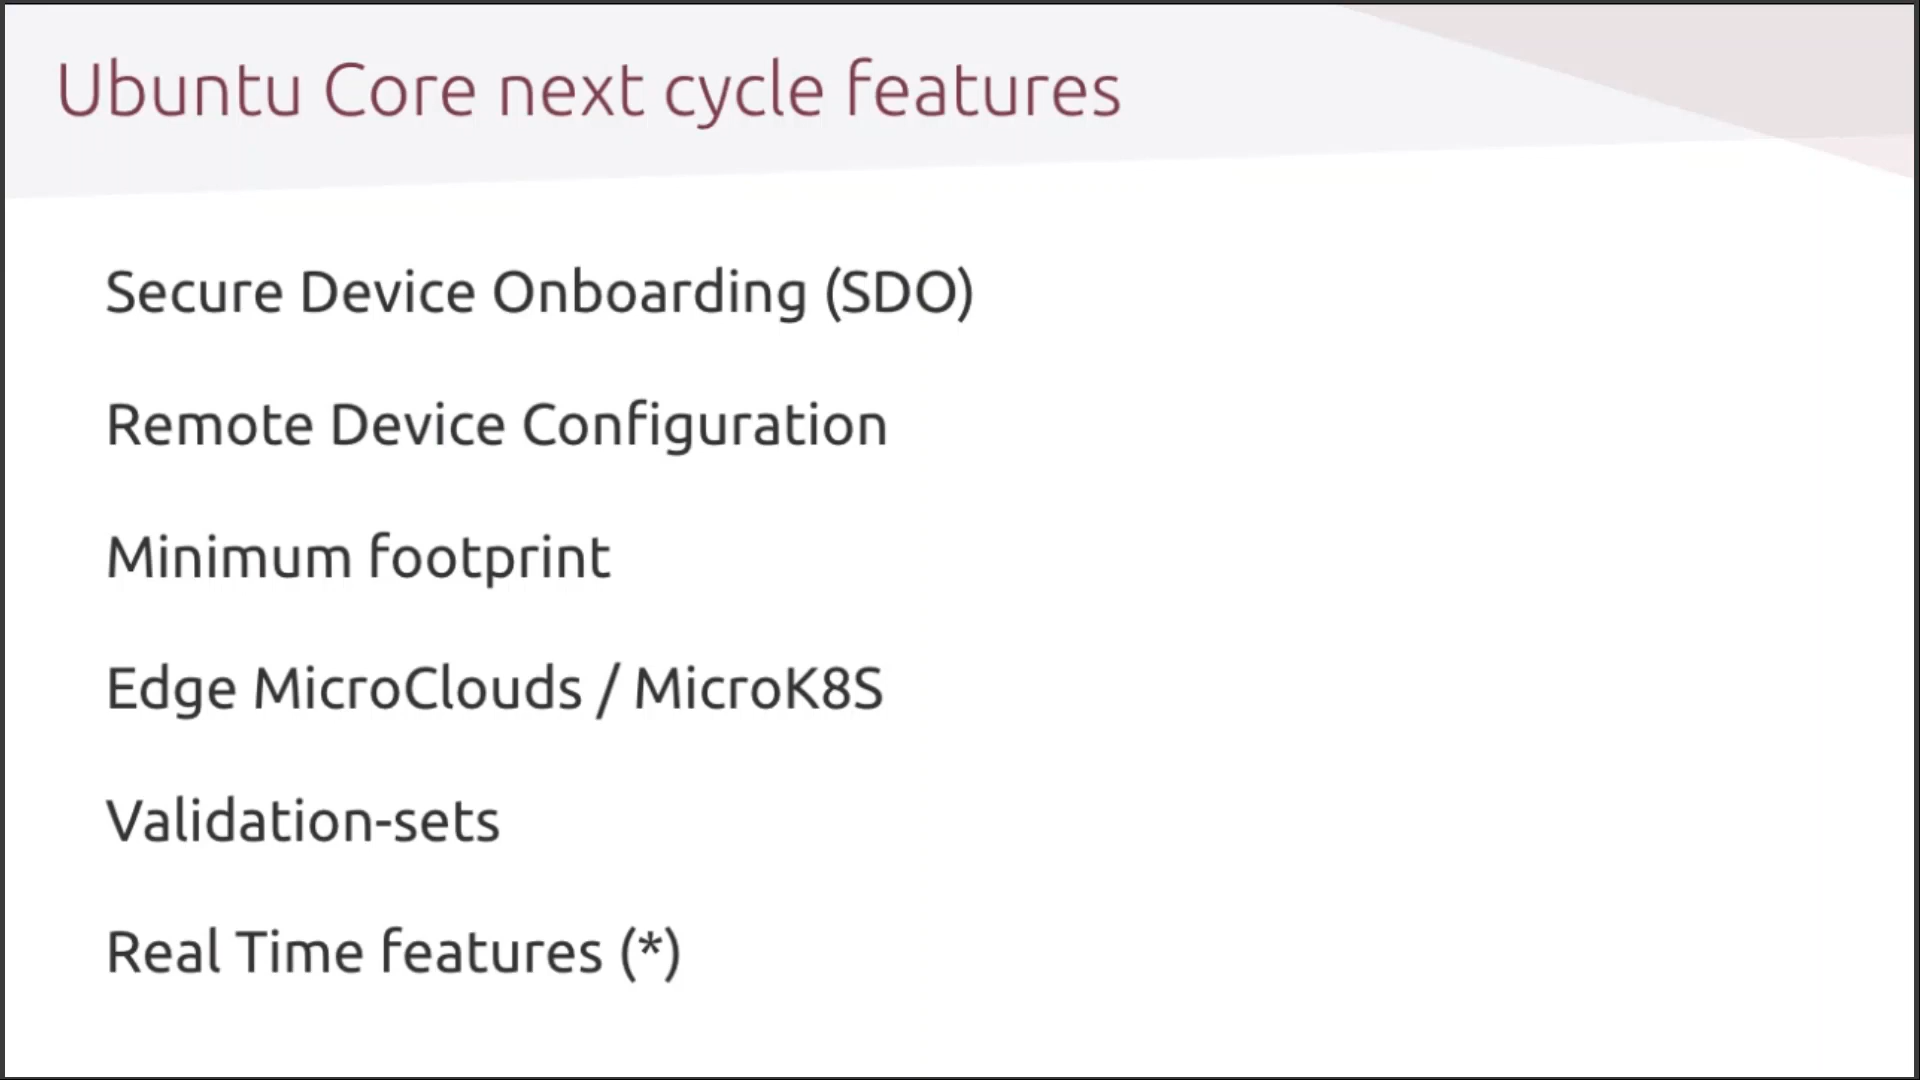 Ubuntu Core next cycle features
Secure Device Onboarding (SDO)
Remote Device Configuration
Minimum footprint
Edge MicroClouds / MicroK8S
Validation-sets
Real Time features (*)